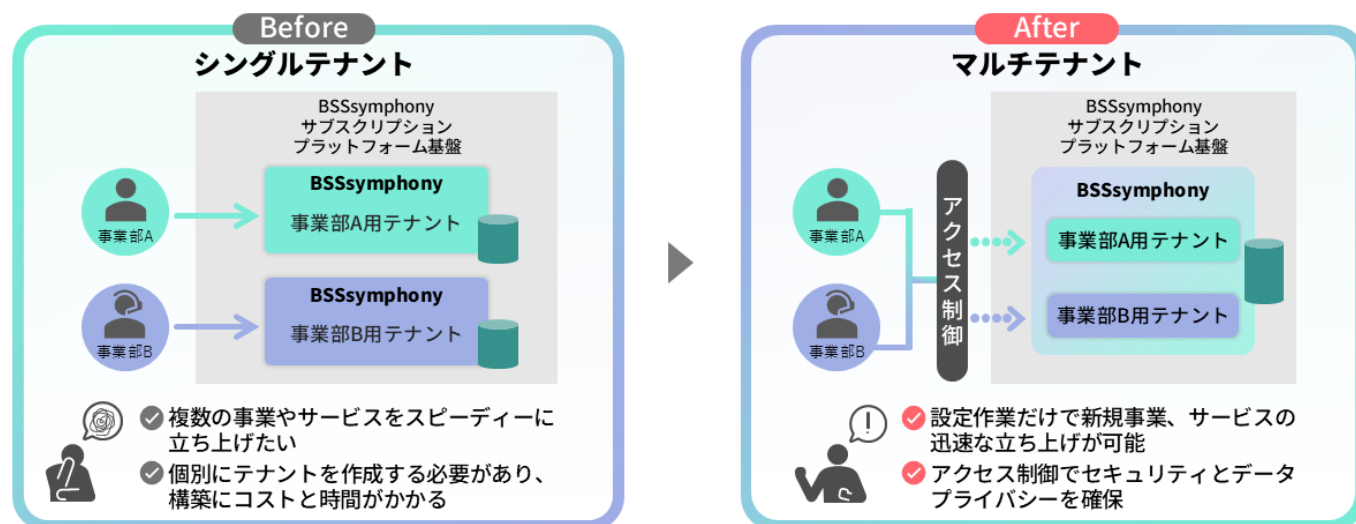 Before
シングルテナント
BSSsymphony
サブスクリプション
プラットフォーム基盤
BSSsymphony
事業部A用テナント
事業部A
BSSsymphony
事業部B用テナント
事業部B
複数の事業やサービスをスピーディーに
立ち上げたい
個別にテナントを作成する必要があり、
構築にコストと時間がかかる
After
マルチテナント
BSSsymphony
サブスクリプション
プラットフォーム基盤
事業部A
事業部B
アクセス制御
BSSsymphony
事業部A用テナント
事業部B用テナント
設定作業だけで新規事業、サービスの
迅速な立ち上げが可能
アクセス制御でセキュリティとデータ
プライバシーを確保